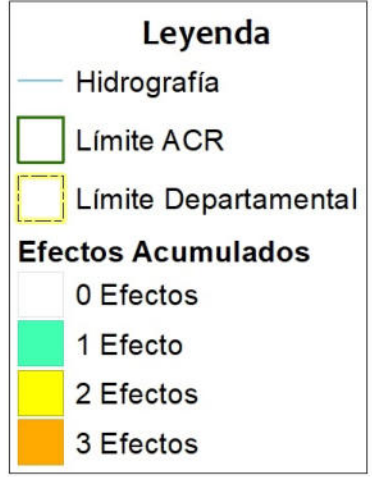 Leyenda
Hidrografía
Límite ACR
Límite Departamental
Efectos Acumulados
0 Efectos
1 Efecto
2 Efectos
3 Efectos